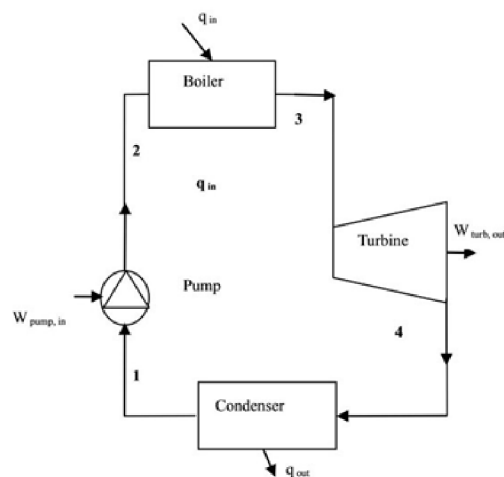 q in
Boiler
3
2
q in
Turbine
W turb, out
Pump
W pump, in
4
1
Condenser
q out